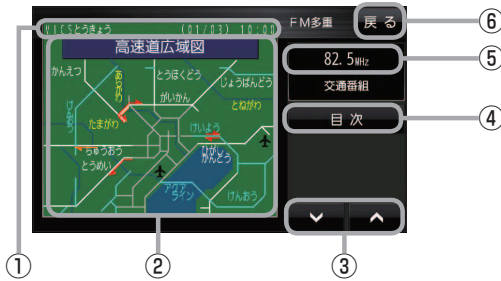 VICSとうきょう (01/03) 10:00
FM多重
戻る
⑥
①
高速道広域図
82.5MHz
⑤
交通番組
かんえつ
とうほくどう
じょうばんどう
がいかん
とねがわ
目次
④
たまがわ
けいよう
ちゅうおう
ひがし
かんどう
とうめい
アクア
ライン
けんおう
①
②
③